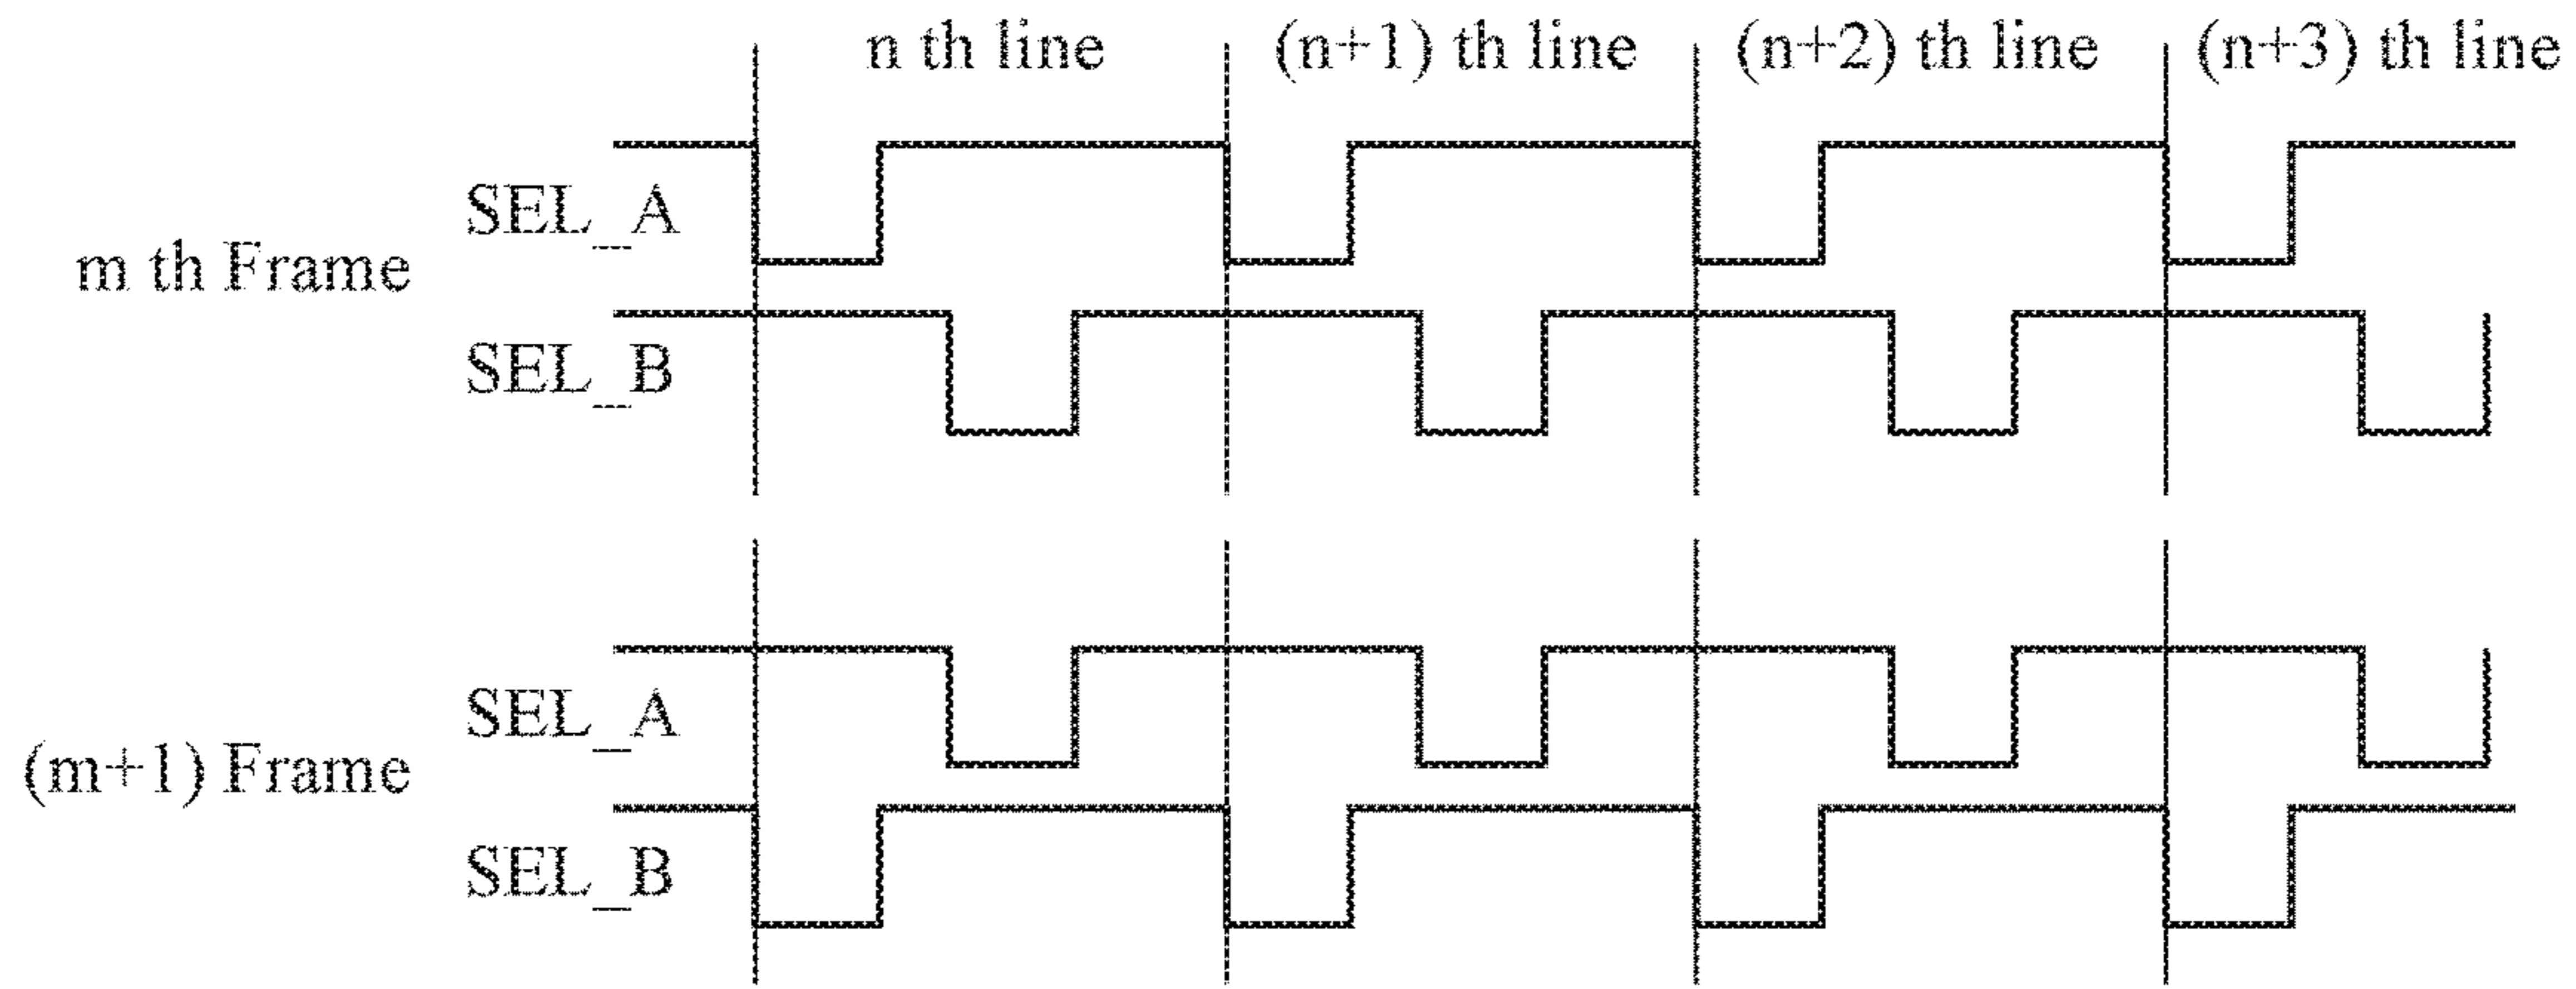 n th line (n+1) th line (n+2) th line (n+3) th line
SEL_A
m th Frame
SEL_B
SEL_A
(m+1) Frame
SEL_B